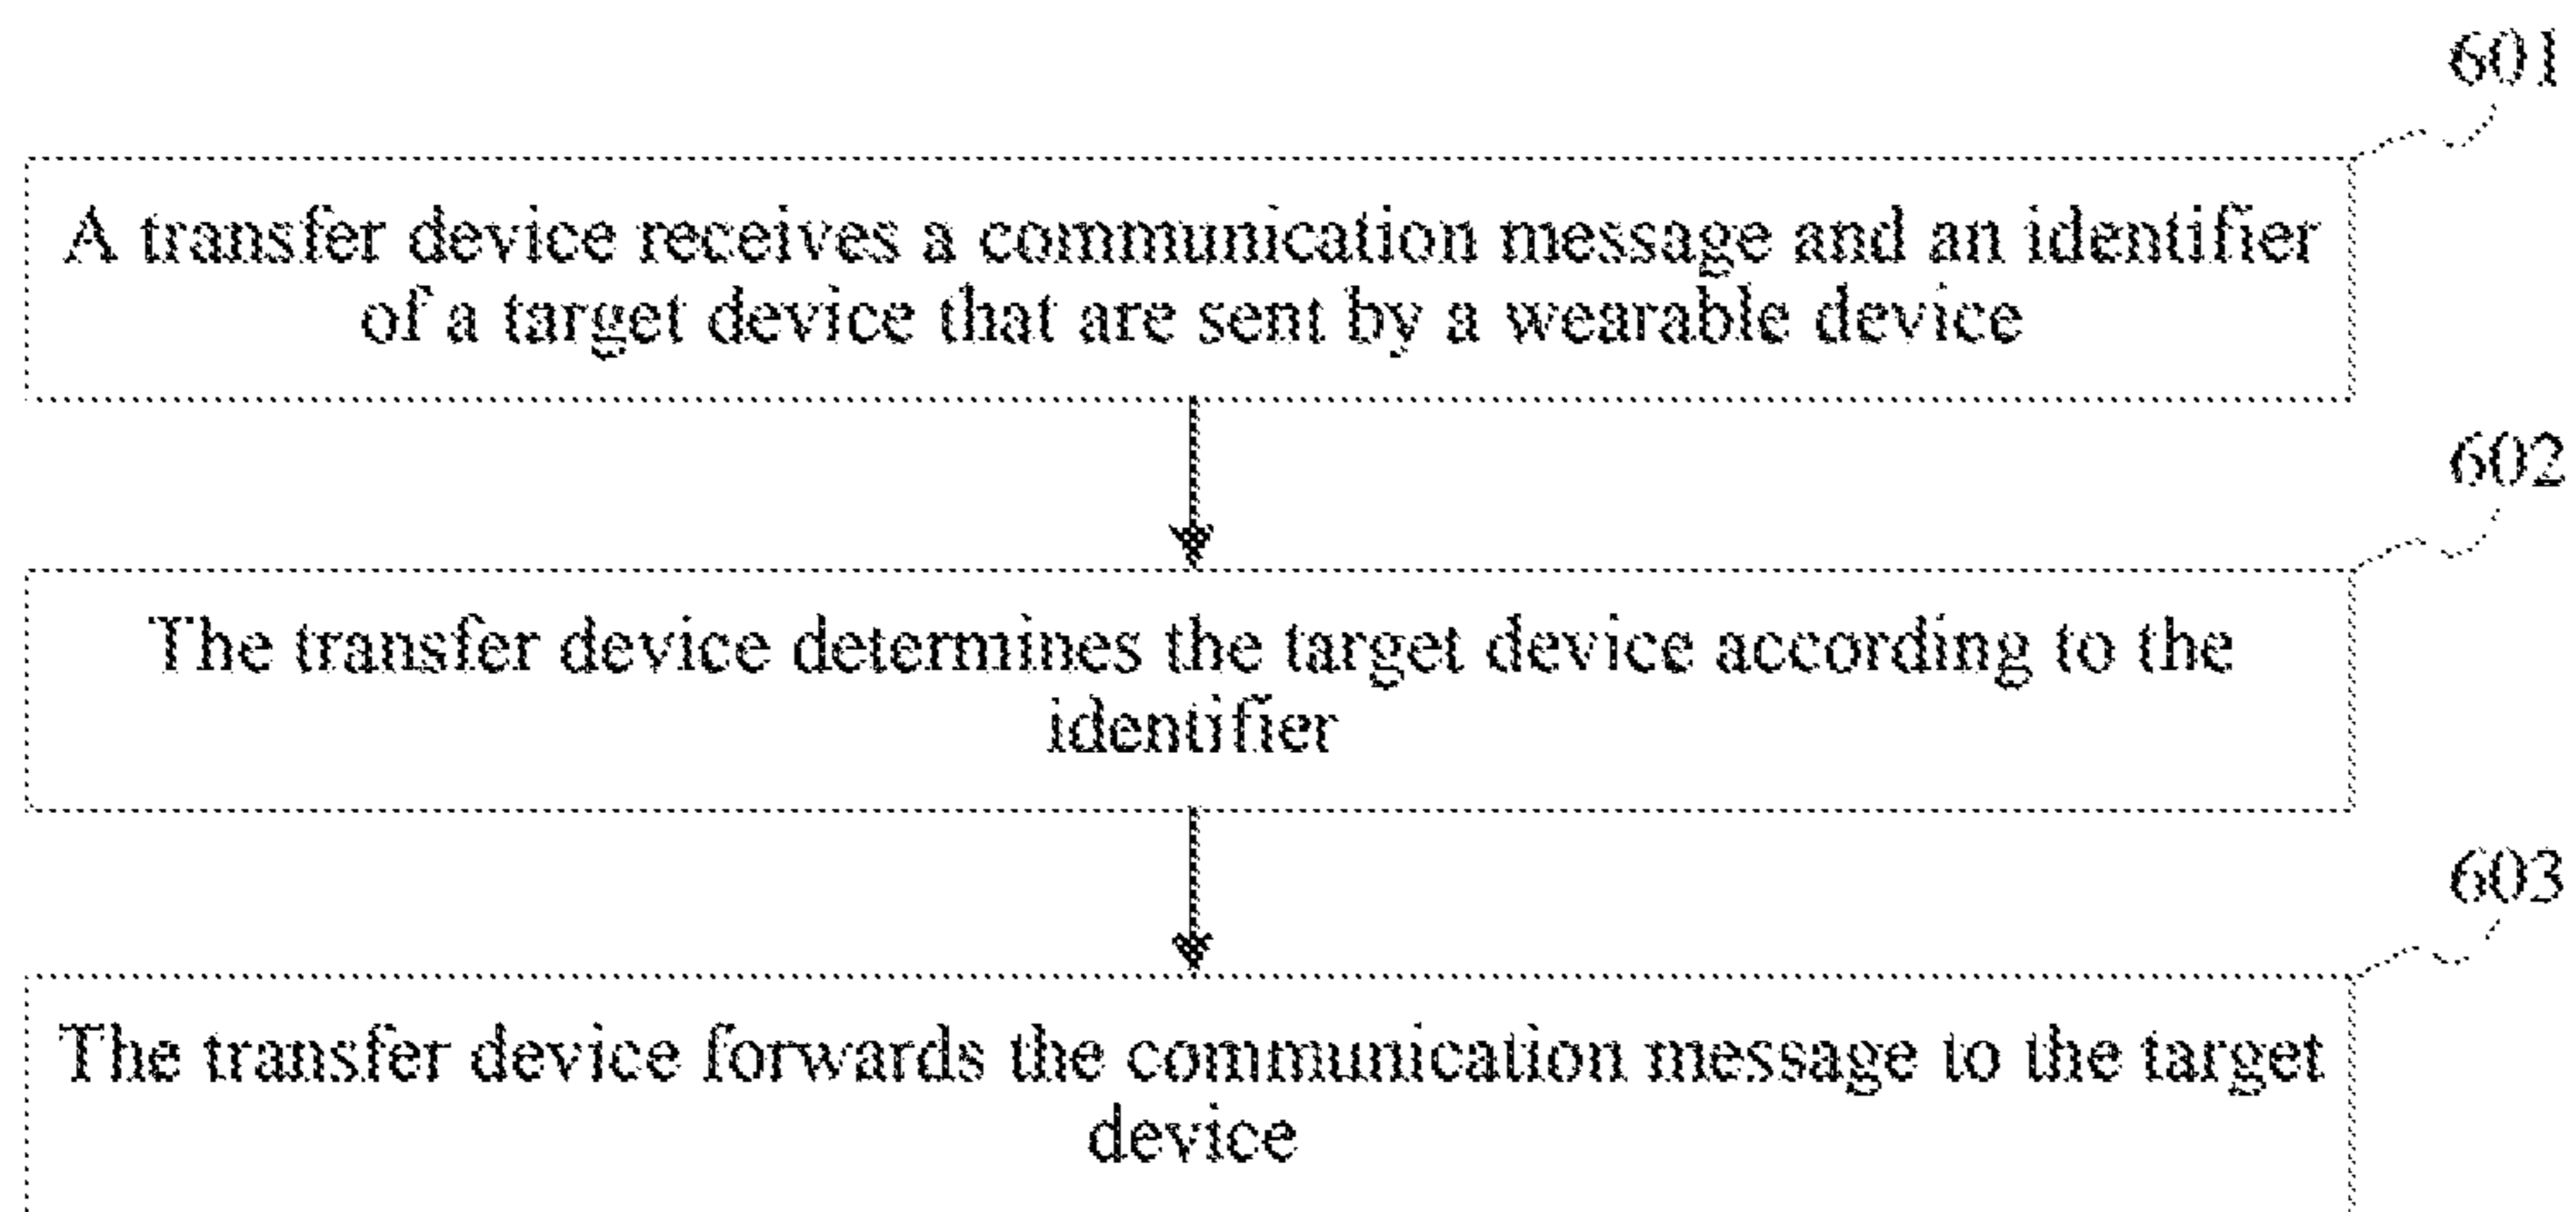 601
A transfer device receives a communication message and an identifier
of a target device that are sent by a wearable device
602
The transfer device determines the target device according to the
identifier
603
The transfer device forwards the communication message to the target
device